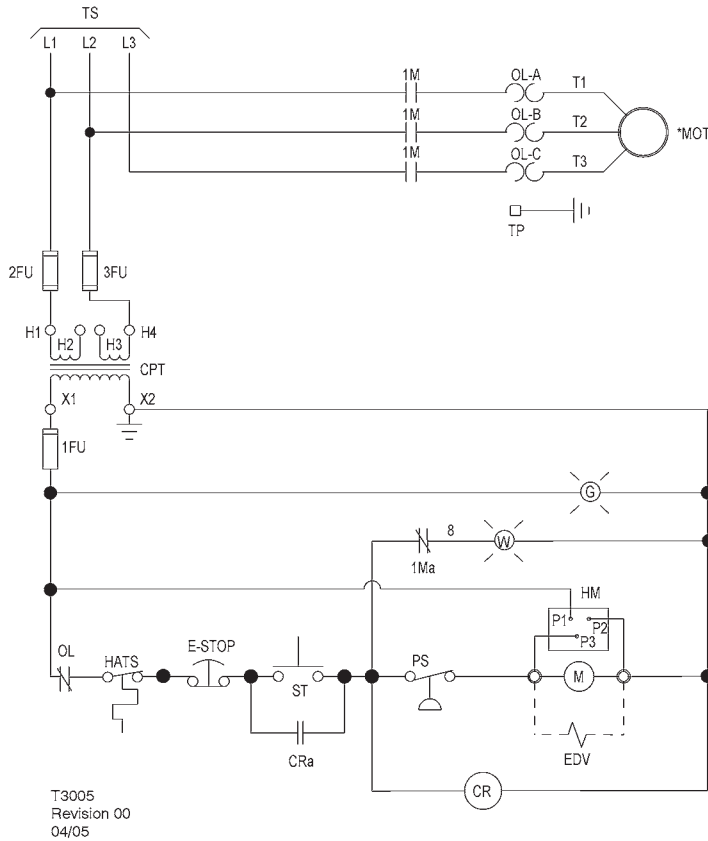 TS
L1 L2 L3
1M OL-A T1
1M OL-B T2
*MOT
1M OL-C T3
TP
2FU 3FU
H1 H2 H3 H4
CPT
X1 X2
1FU
G
8 W
1Ma
HM
P1 P2
P3
OL HATS E-STOP PS
M
ST
CRa
EDV
CR
T3005
Revision 00
04/05